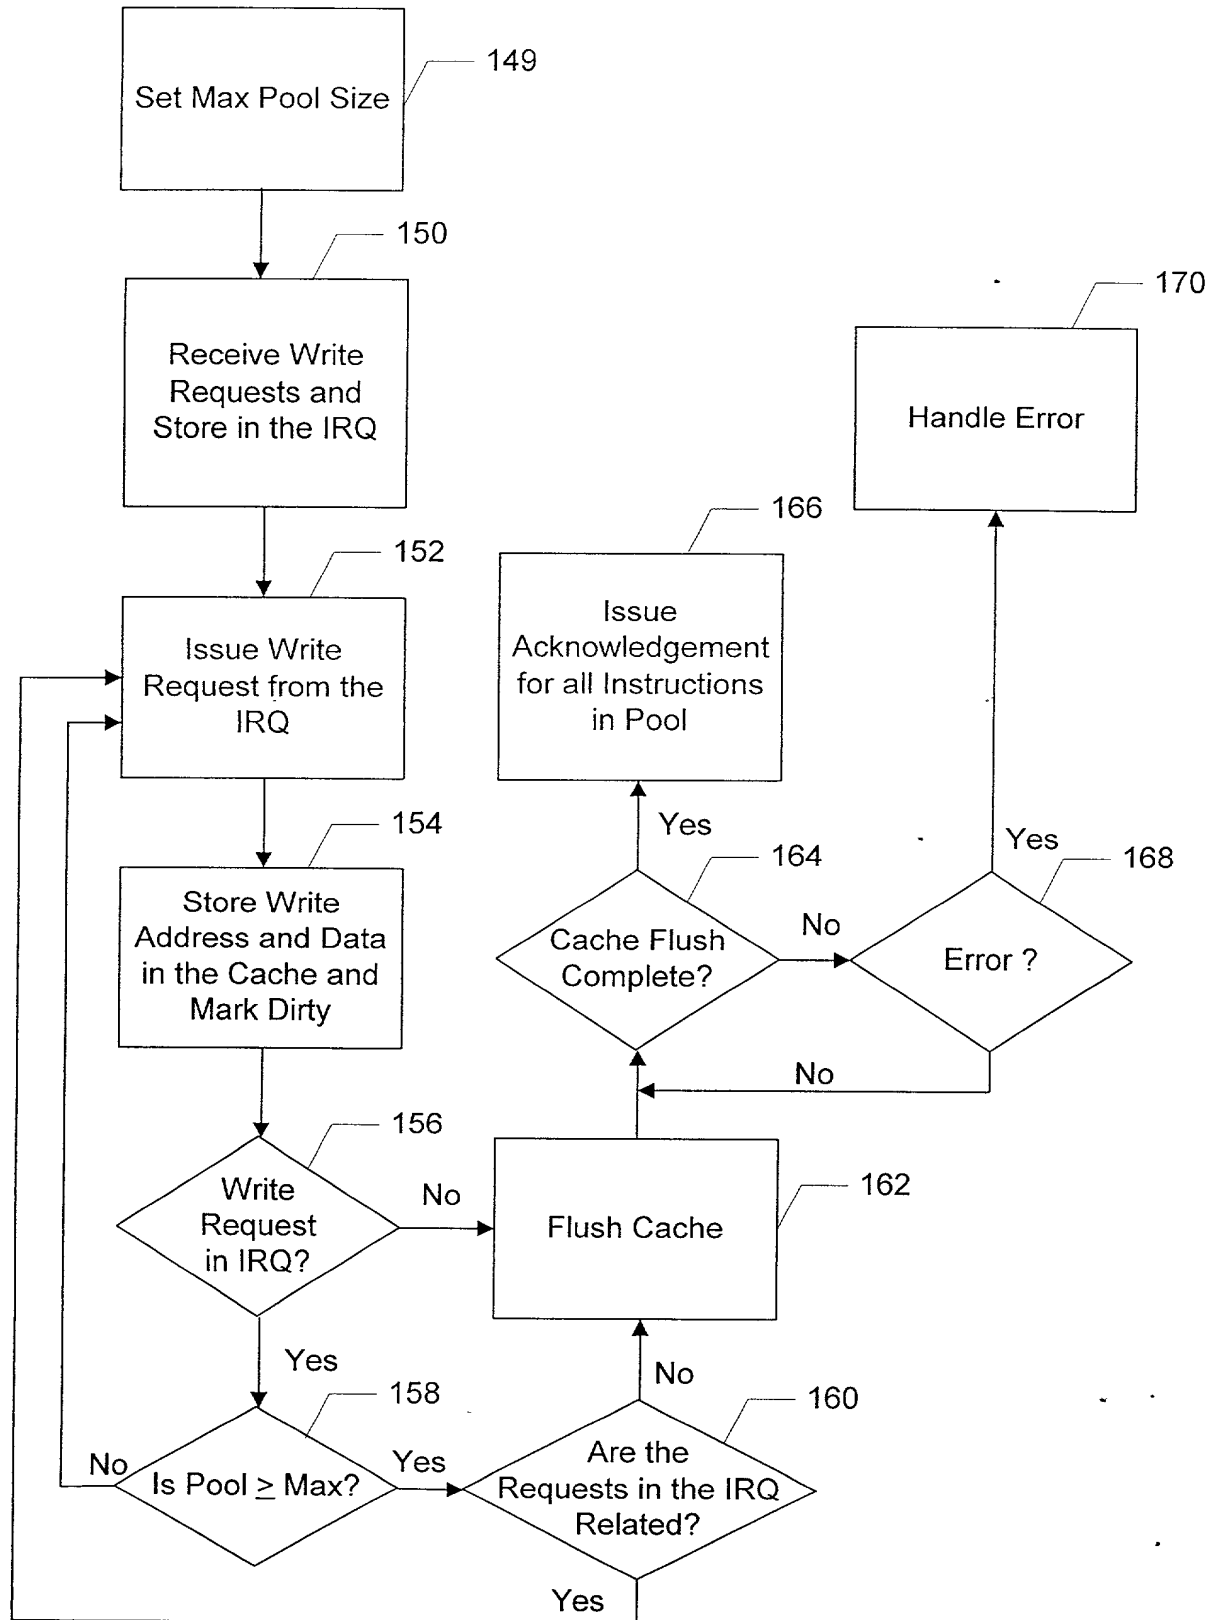 149
Set Max Pool Size
150
Receive Write
Requests and
Store in the IRQ
170
Handle Error
166
Issue
Acknowledgement
for all Instructions
in Pool
152
Issue Write
Request from the
IRQ
154
Store Write
Address and Data
in the Cache and
Mark Dirty
Yes
164
Cache Flush
Complete?
No
Yes
168
Error ?
No
156
Write
Request
in IRQ?
No
162
Flush Cache
Yes
158
No
Is Pool ≥ Max?
Yes
No
160
Are the
Requests in the IRQ
Related?
Yes